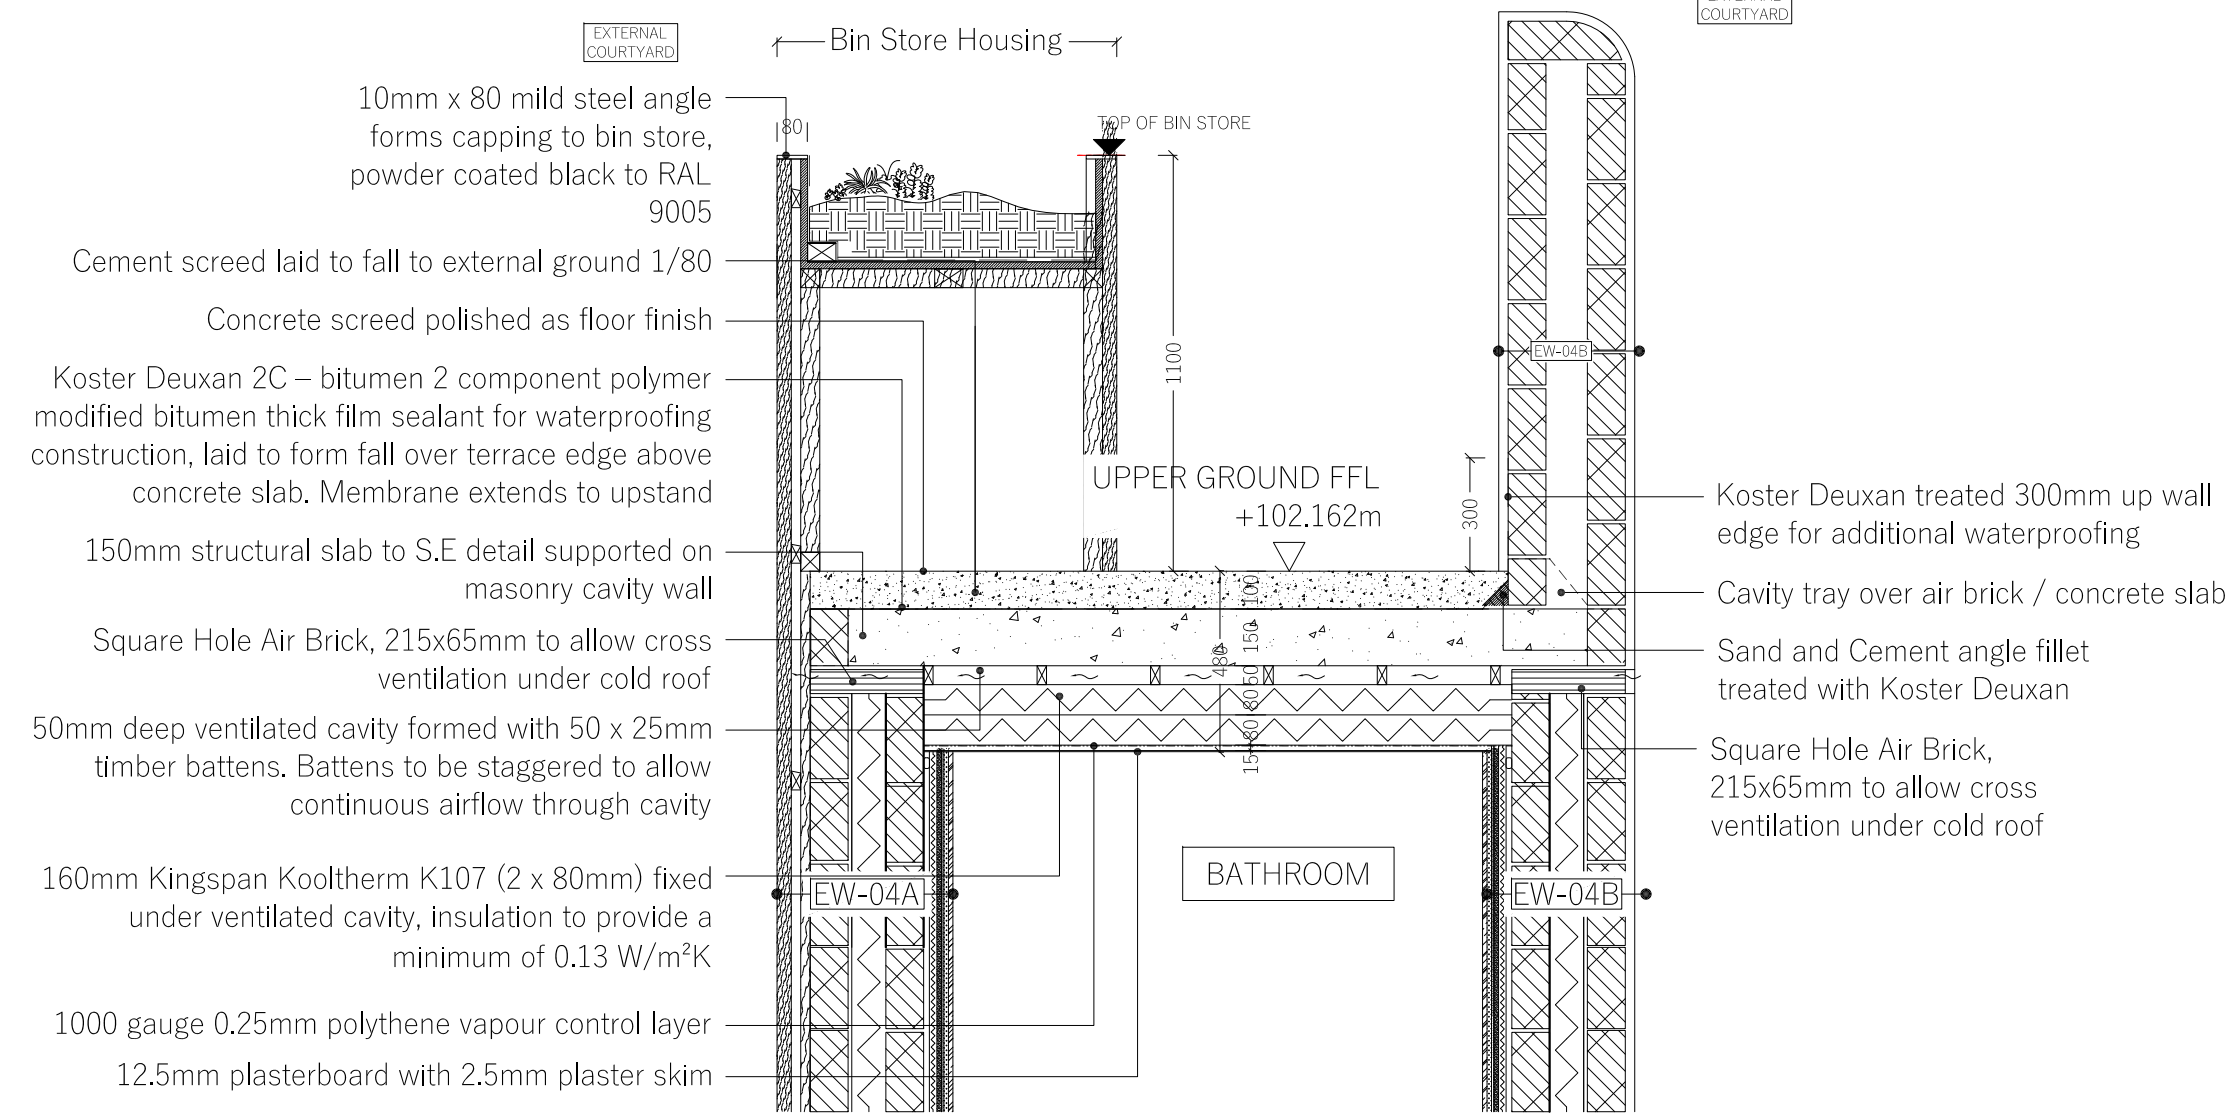 EXTERNAL
COURTYARD
COURTYARD
Bin Store Housing
10mm x 80 mild steel angle
forms capping to bin store,
powder coated black to RAL
9005
80
TOP OF BIN STORE
Cement screed laid to fall to external ground 1/80
Concrete screed polished as floor finish
Koster Deuxan 2C – bitumen 2 component polymer
modified bitumen thick film sealant for waterproofing
construction, laid to form fall over terrace edge above
concrete slab. Membrane extends to upstand
150mm structural slab to S.E detail supported on
masonry cavity wall
Square Hole Air Brick, 215x65mm to allow cross
ventilation under cold roof
50mm deep ventilated cavity formed with 50 x 25mm
timber battens. Battens to be staggered to allow
continuous airflow through cavity
160mm Kingspan Kooltherm K107 (2 x 80mm) fixed
under ventilated cavity, insulation to provide a
minimum of 0.13 W/m²K
1000 gauge 0.25mm polythene vapour control layer
12.5mm plasterboard with 2.5mm plaster skim
1100
UPPER GROUND FFL
+102.162m
300
100
150
480
50
80
80
15
EW-04B
BATHROOM
EW-04A
EW-04B
Koster Deuxan treated 300mm up wall
edge for additional waterproofing
Cavity tray over air brick / concrete slab
Sand and Cement angle fillet
treated with Koster Deuxan
Square Hole Air Brick,
215x65mm to allow cross
ventilation under cold roof